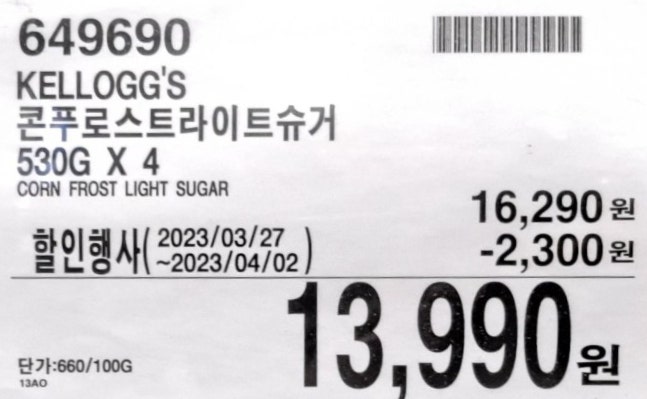 649690
KELLOGG'S
콘푸로스트라이트슈거
530G X 4
CORN FROST LIGHT SUGAR
16,290원
할인행사(2023/03/27
~2023/04/02)
-2,300원
13,990원
단가:660/100G
13AO